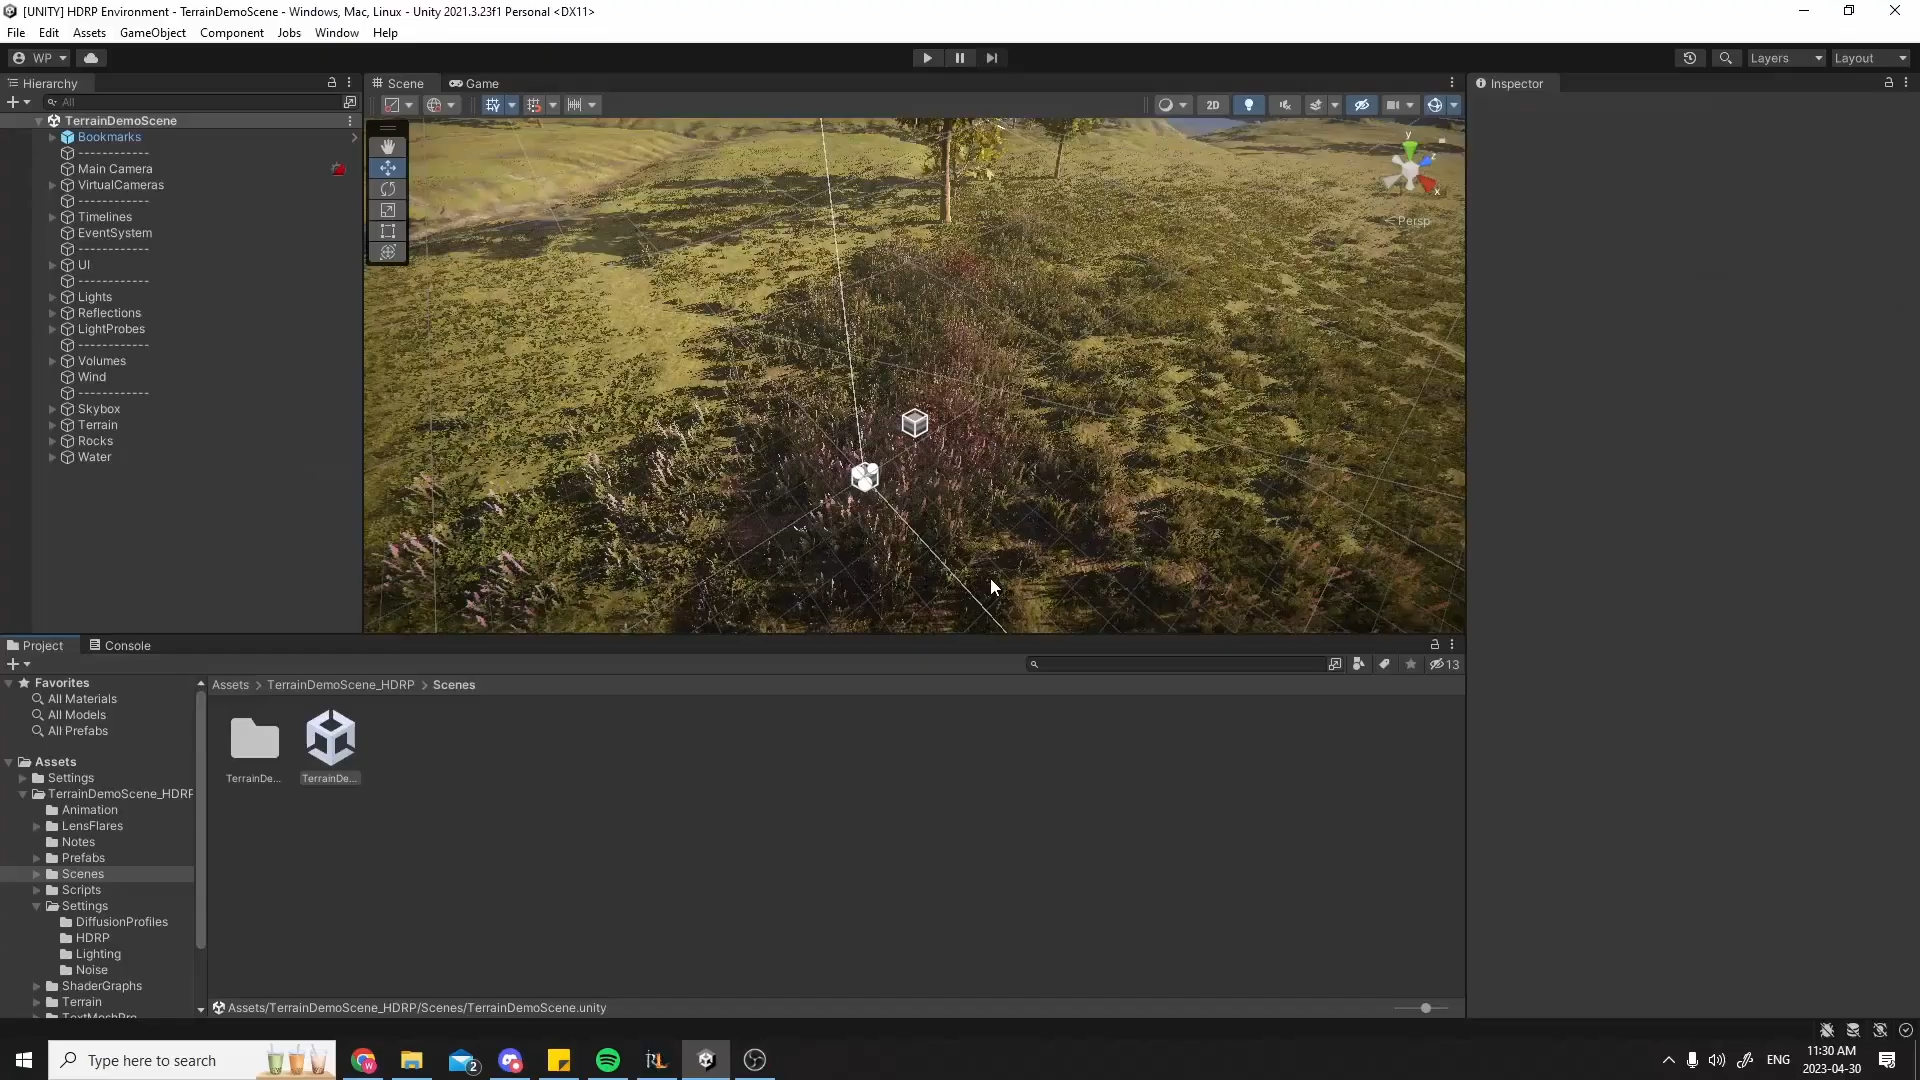 [UNITY] HDRP Environment - TerrainDemoScene - Windows, Mac, Linux - Unity 2021.3.23f1 Personal <DX11>
File Edit Assets GameObject Component Jobs Window Help
WP Layers Layout
Hierarchy
All
TerrainDemoScene
Bookmarks
------------
Main Camera
VirtualCameras
------------
Timelines
EventSystem
------------
UI
------------
Lights
Reflections
LightProbes
------------
Volumes
Wind
------------
Skybox
Terrain
Rocks
Water
Scene Game
2D
y
z
x
Persp
Inspector
Project Console
13
Favorites
All Materials
All Models
All Prefabs
Assets
Settings
TerrainDemoScene_HDRP
Animation
LensFlares
Notes
Prefabs
Scenes
Scripts
Settings
DiffusionProfiles
HDRP
Lighting
Noise
ShaderGraphs
Terrain
TextMeshPro
Assets > TerrainDemoScene_HDRP > Scenes
TerrainDe... TerrainDe...
Assets/TerrainDemoScene_HDRP/Scenes/TerrainDemoScene.unity
Type here to search
W
2
RL
ENG
11:30 AM
2023-04-30